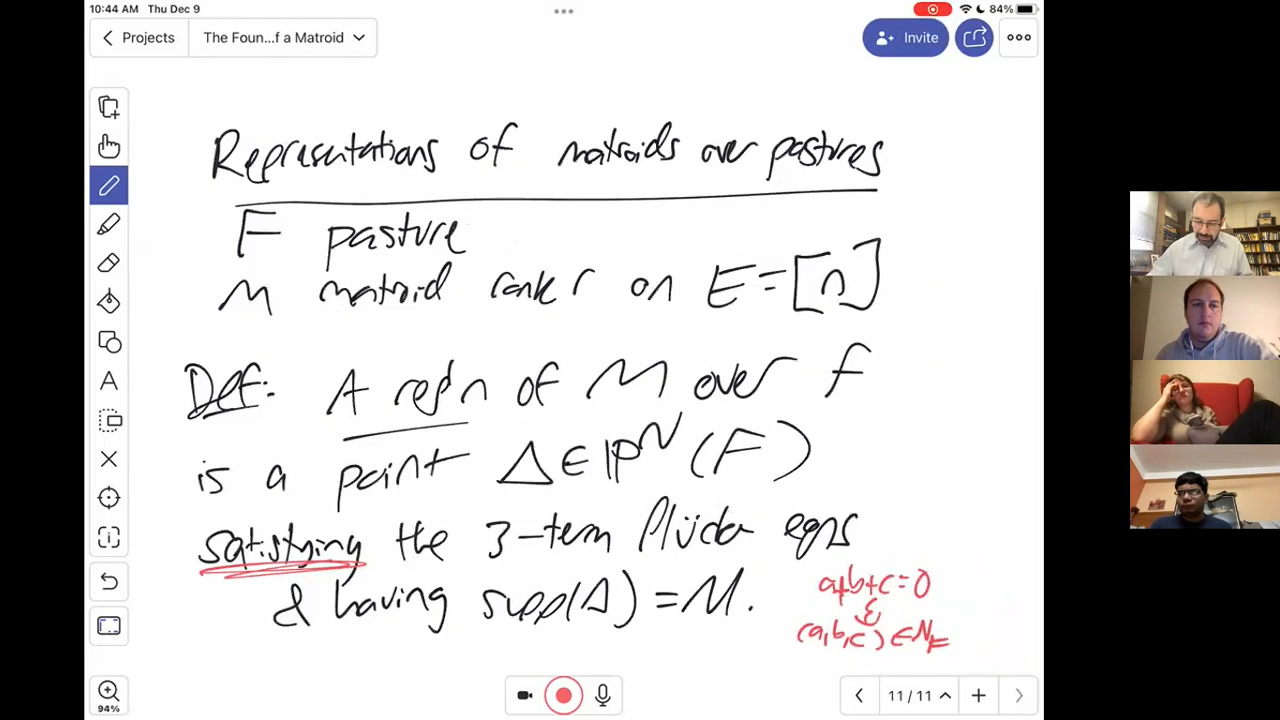 10:44 AM Thu Dec 9
84%
Projects
The Foun...f a Matroid
Invite
Representations of matroids over pastures
F pasture
M matroid rank r on E = [n]
Def: A rep'n of M over F
is a point Δ ∈ ℙᴺ (F)
satisfying the 3-term Plücker eqns
& having supp(Δ) = M.
a+b+c=0
(a,b,c) ∈ N_F
A
94%
11 / 11